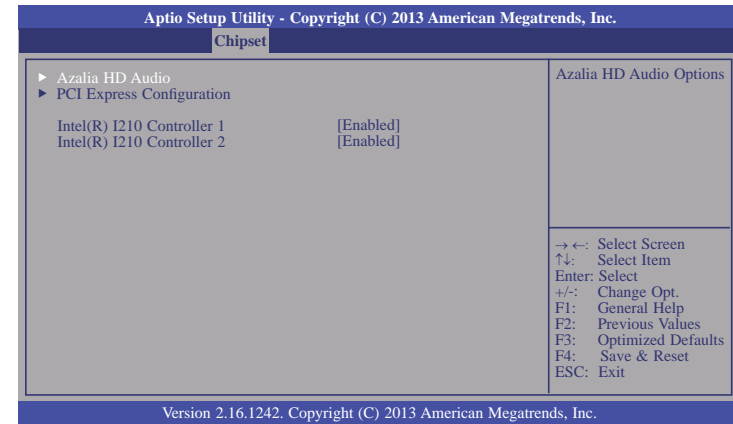 Aptio Setup Utility - Copyright (C) 2013 American Megatrends, Inc.
Chipset
► Azalia HD Audio
► PCI Express Configuration
Intel(R) I210 Controller 1 [Enabled]
Intel(R) I210 Controller 2 [Enabled]
Azalia HD Audio Options
→←: Select Screen
↑↓: Select Item
Enter: Select
+/-: Change Opt.
F1: General Help
F2: Previous Values
F3: Optimized Defaults
F4: Save & Reset
ESC: Exit
Version 2.16.1242. Copyright (C) 2013 American Megatrends, Inc.